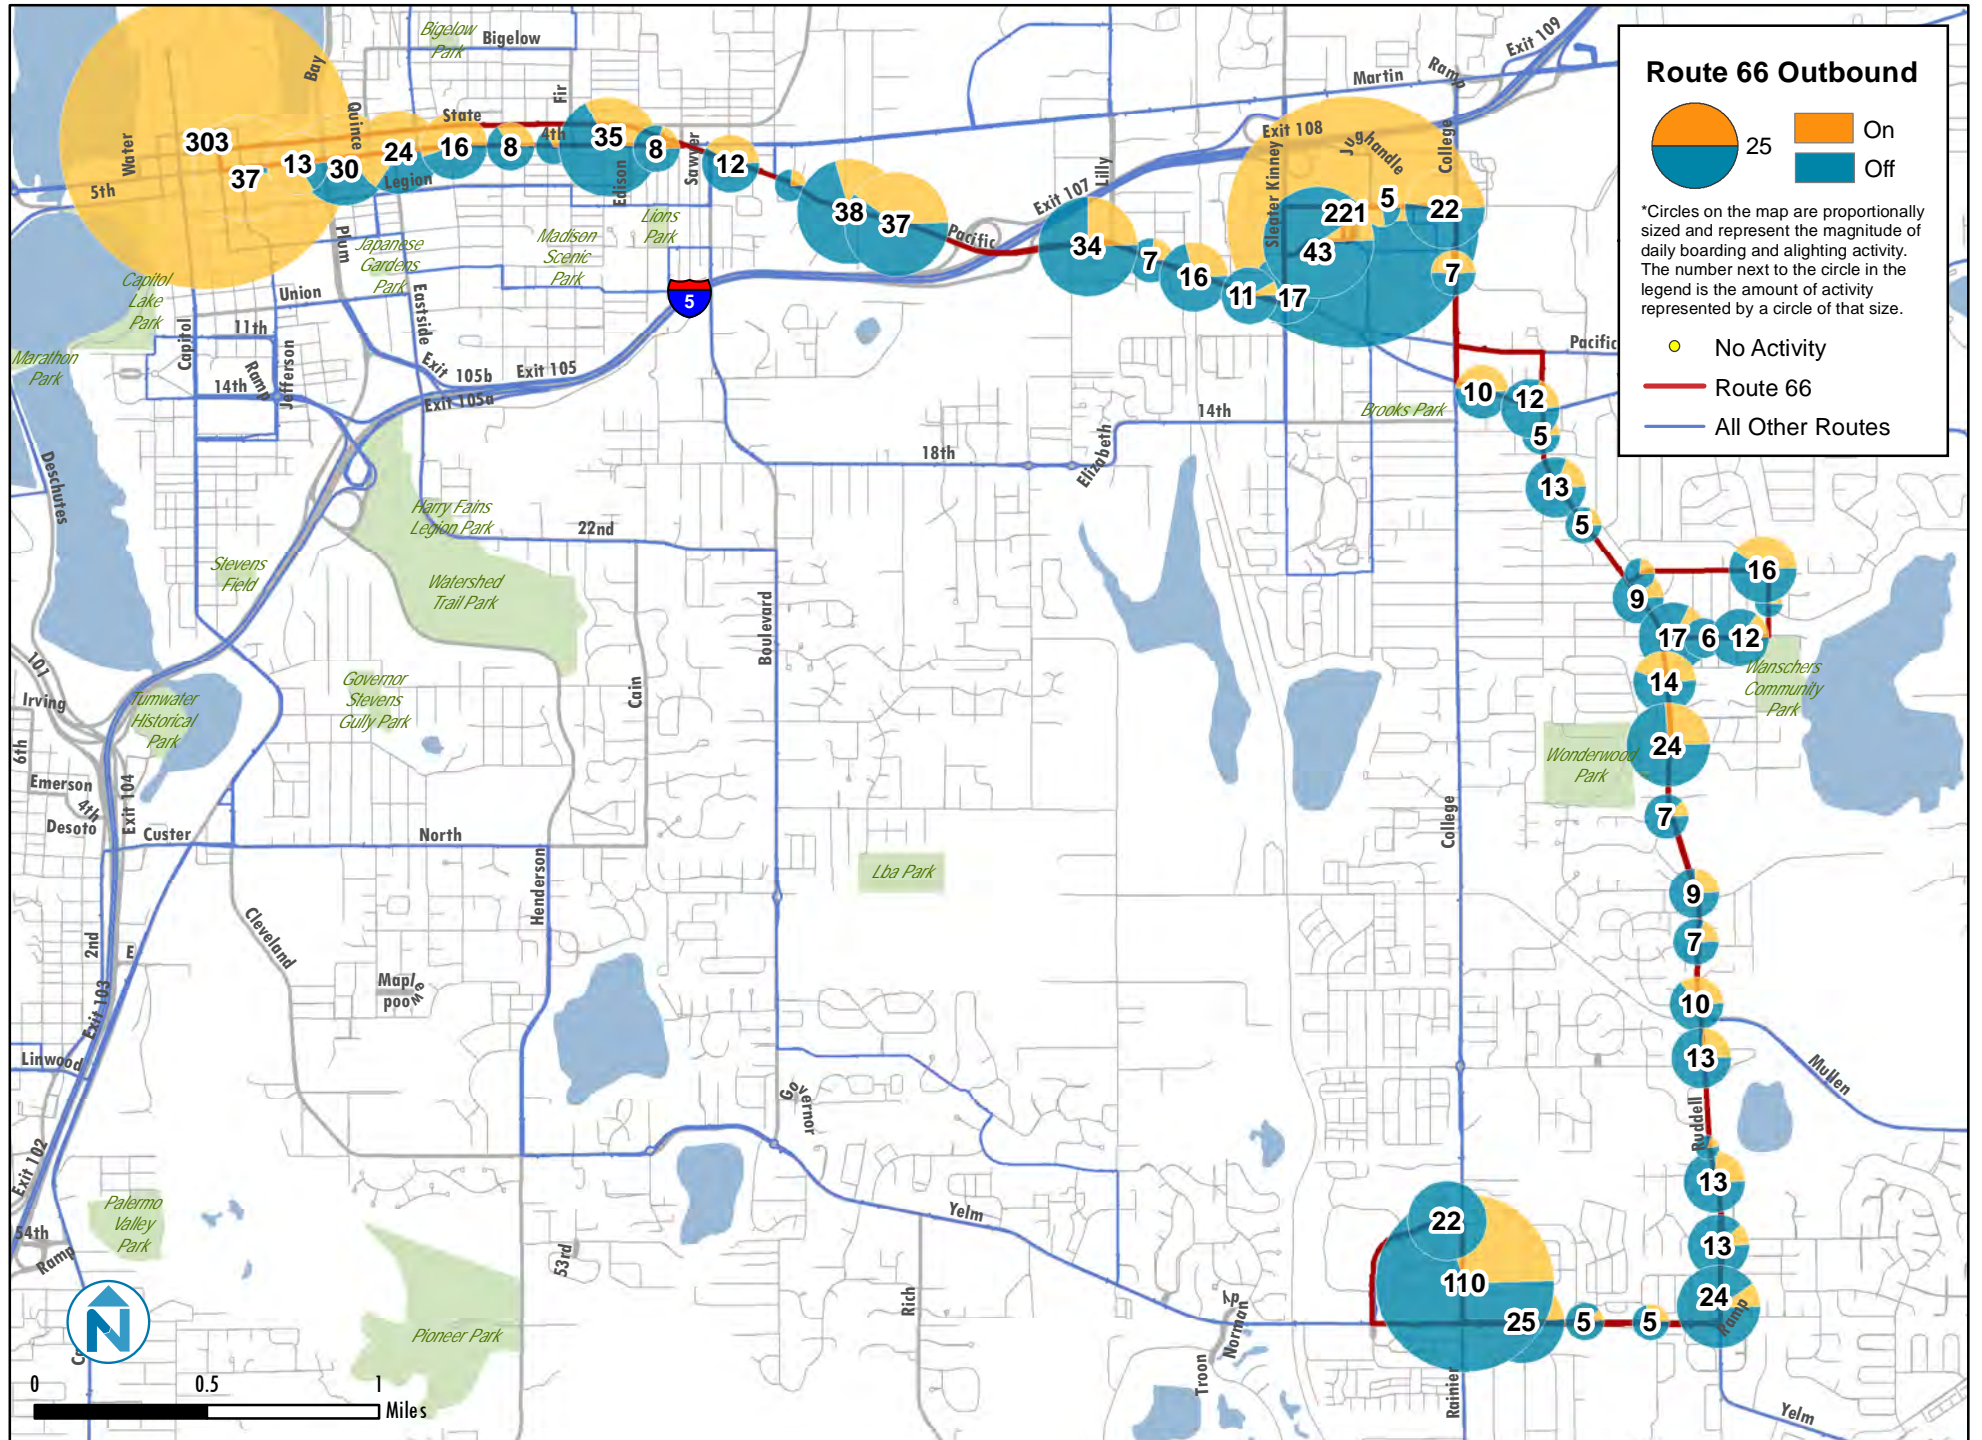 Route 66 Outbound
25
On
Off
*Circles on the map are proportionally
sized and represent the magnitude of
daily boarding and alighting activity.
The number next to the circle in the
legend is the amount of activity
represented by a circle of that size.
No Activity
Route 66
All Other Routes
Bigelow
Park
Bigelow
Bay
Exit 109
Martin
Ramp
Water
Quince
State
Fir
4th
303
37
13
30
24
16
8
35
8
12
5th
Legion
Edison
Sawyer
Lilly
Exit 108
Jughandle
College
Sleater Kinney
Exit 107
Pacific
38
37
34
7
16
11
17
43
221
5
22
7
Plum
Japanese
Gardens
Park
Madison
Scenic
Park
Lions
Park
Capitol
Lake
Park
Union
Eastside
5
11th
Capitol
Jefferson
Ramp
14th
Marathon
Park
Exit
105b
Exit 105
Exit 105a
Pacific
Brooks Park
14th
10
12
5
13
5
18th
Elizabeth
Deschutes
Harry Fains
Legion Park
22nd
Stevens
Field
Watershed
Trail Park
Boulevard
16
9
17
6
12
14
Wanschers
Community
Park
101
Irving
6th
Tumwater
Historical
Park
Governor
Stevens
Gully Park
Cain
24
Wonderwood
Park
7
Emerson
4th
Desoto
Exit 104
Custer
North
College
Lba Park
Henderson
9
7
Cleveland
2nd
E
Maplewood
Exit 103
10
13
Linwood
Governor
Mullen
Ruddell
Exit 102
13
13
24
Ramp
54th
Ramp
Palermo
Valley
Park
Yelm
53rd
Rich
22
110
25
5
5
N
Pioneer Park
Norman
Troon
Rainier
Yelm
0
0.5
1
Miles